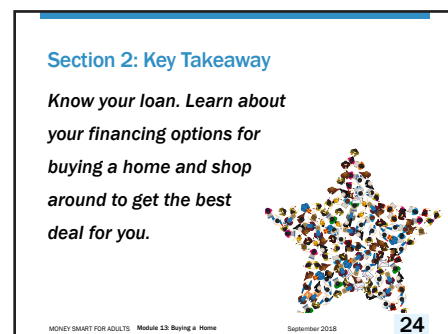 Section 2: Key Takeaway
Know your loan. Learn about
your financing options for
buying a home and shop
around to get the best
deal for you.
MONEY SMART FOR ADULTS Module 13: Buying a Home September 2018 24